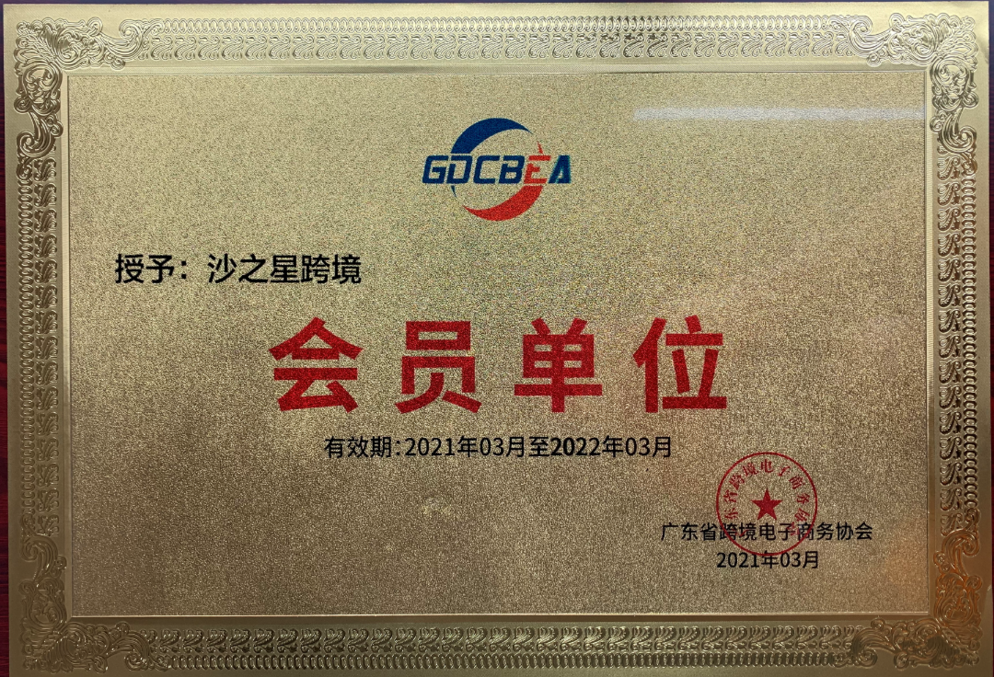 GDCBEA
授予：沙之星跨境
会员单位
有效期：2021年03月至2022年03月
广东省跨境电子商务协会
2021年03月